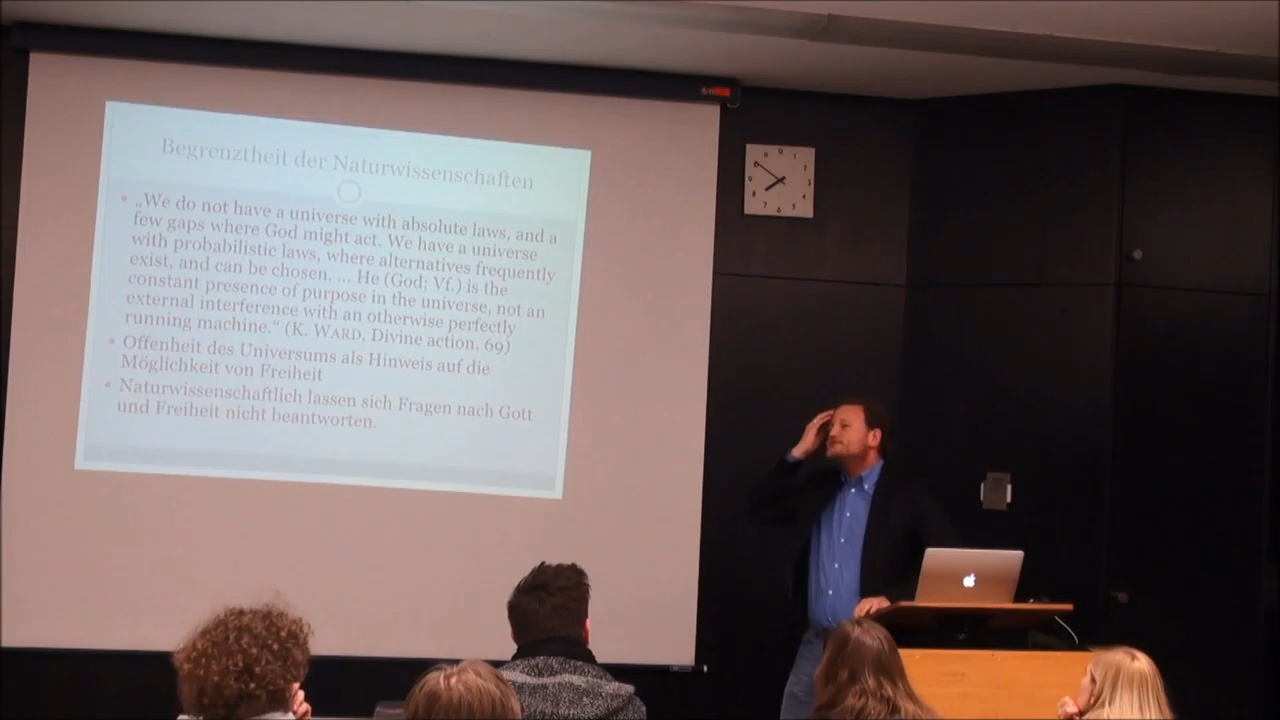 Begrenztheit der Naturwissenschaften
• „We do not have a universe with absolute laws, and a
few gaps where God might act. We have a universe
with probabilistic laws, where alternatives frequently
exist, and can be chosen. ... He (God; Vf.) is the
constant presence of purpose in the universe, not an
external interference with an otherwise perfectly
running machine.“ (K. WARD, Divine action, 69)
• Offenheit des Universums als Hinweis auf die
Möglichkeit von Freiheit
• Naturwissenschaftlich lassen sich Fragen nach Gott
und Freiheit nicht beantworten.